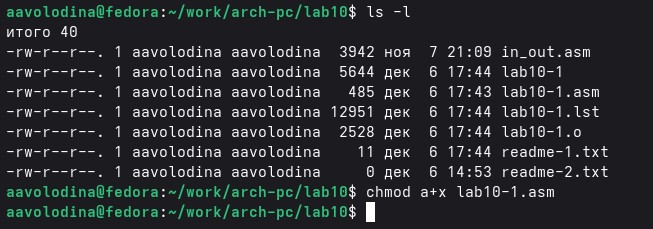 aavolodina@fedora:~/work/arch-pc/lab10$ ls -l
итого 40
-rw-r--r--. 1 aavolodina aavolodina  3942 ноя  7 21:09 in_out.asm
-rw-r--r--. 1 aavolodina aavolodina  5644 дек  6 17:44 lab10-1
-rw-r--r--. 1 aavolodina aavolodina   485 дек  6 17:43 lab10-1.asm
-rw-r--r--. 1 aavolodina aavolodina 12951 дек  6 17:44 lab10-1.lst
-rw-r--r--. 1 aavolodina aavolodina  2528 дек  6 17:44 lab10-1.o
-rw-r--r--. 1 aavolodina aavolodina    11 дек  6 17:44 readme-1.txt
-rw-r--r--. 1 aavolodina aavolodina     0 дек  6 14:53 readme-2.txt
aavolodina@fedora:~/work/arch-pc/lab10$ chmod a+x lab10-1.asm
aavolodina@fedora:~/work/arch-pc/lab10$